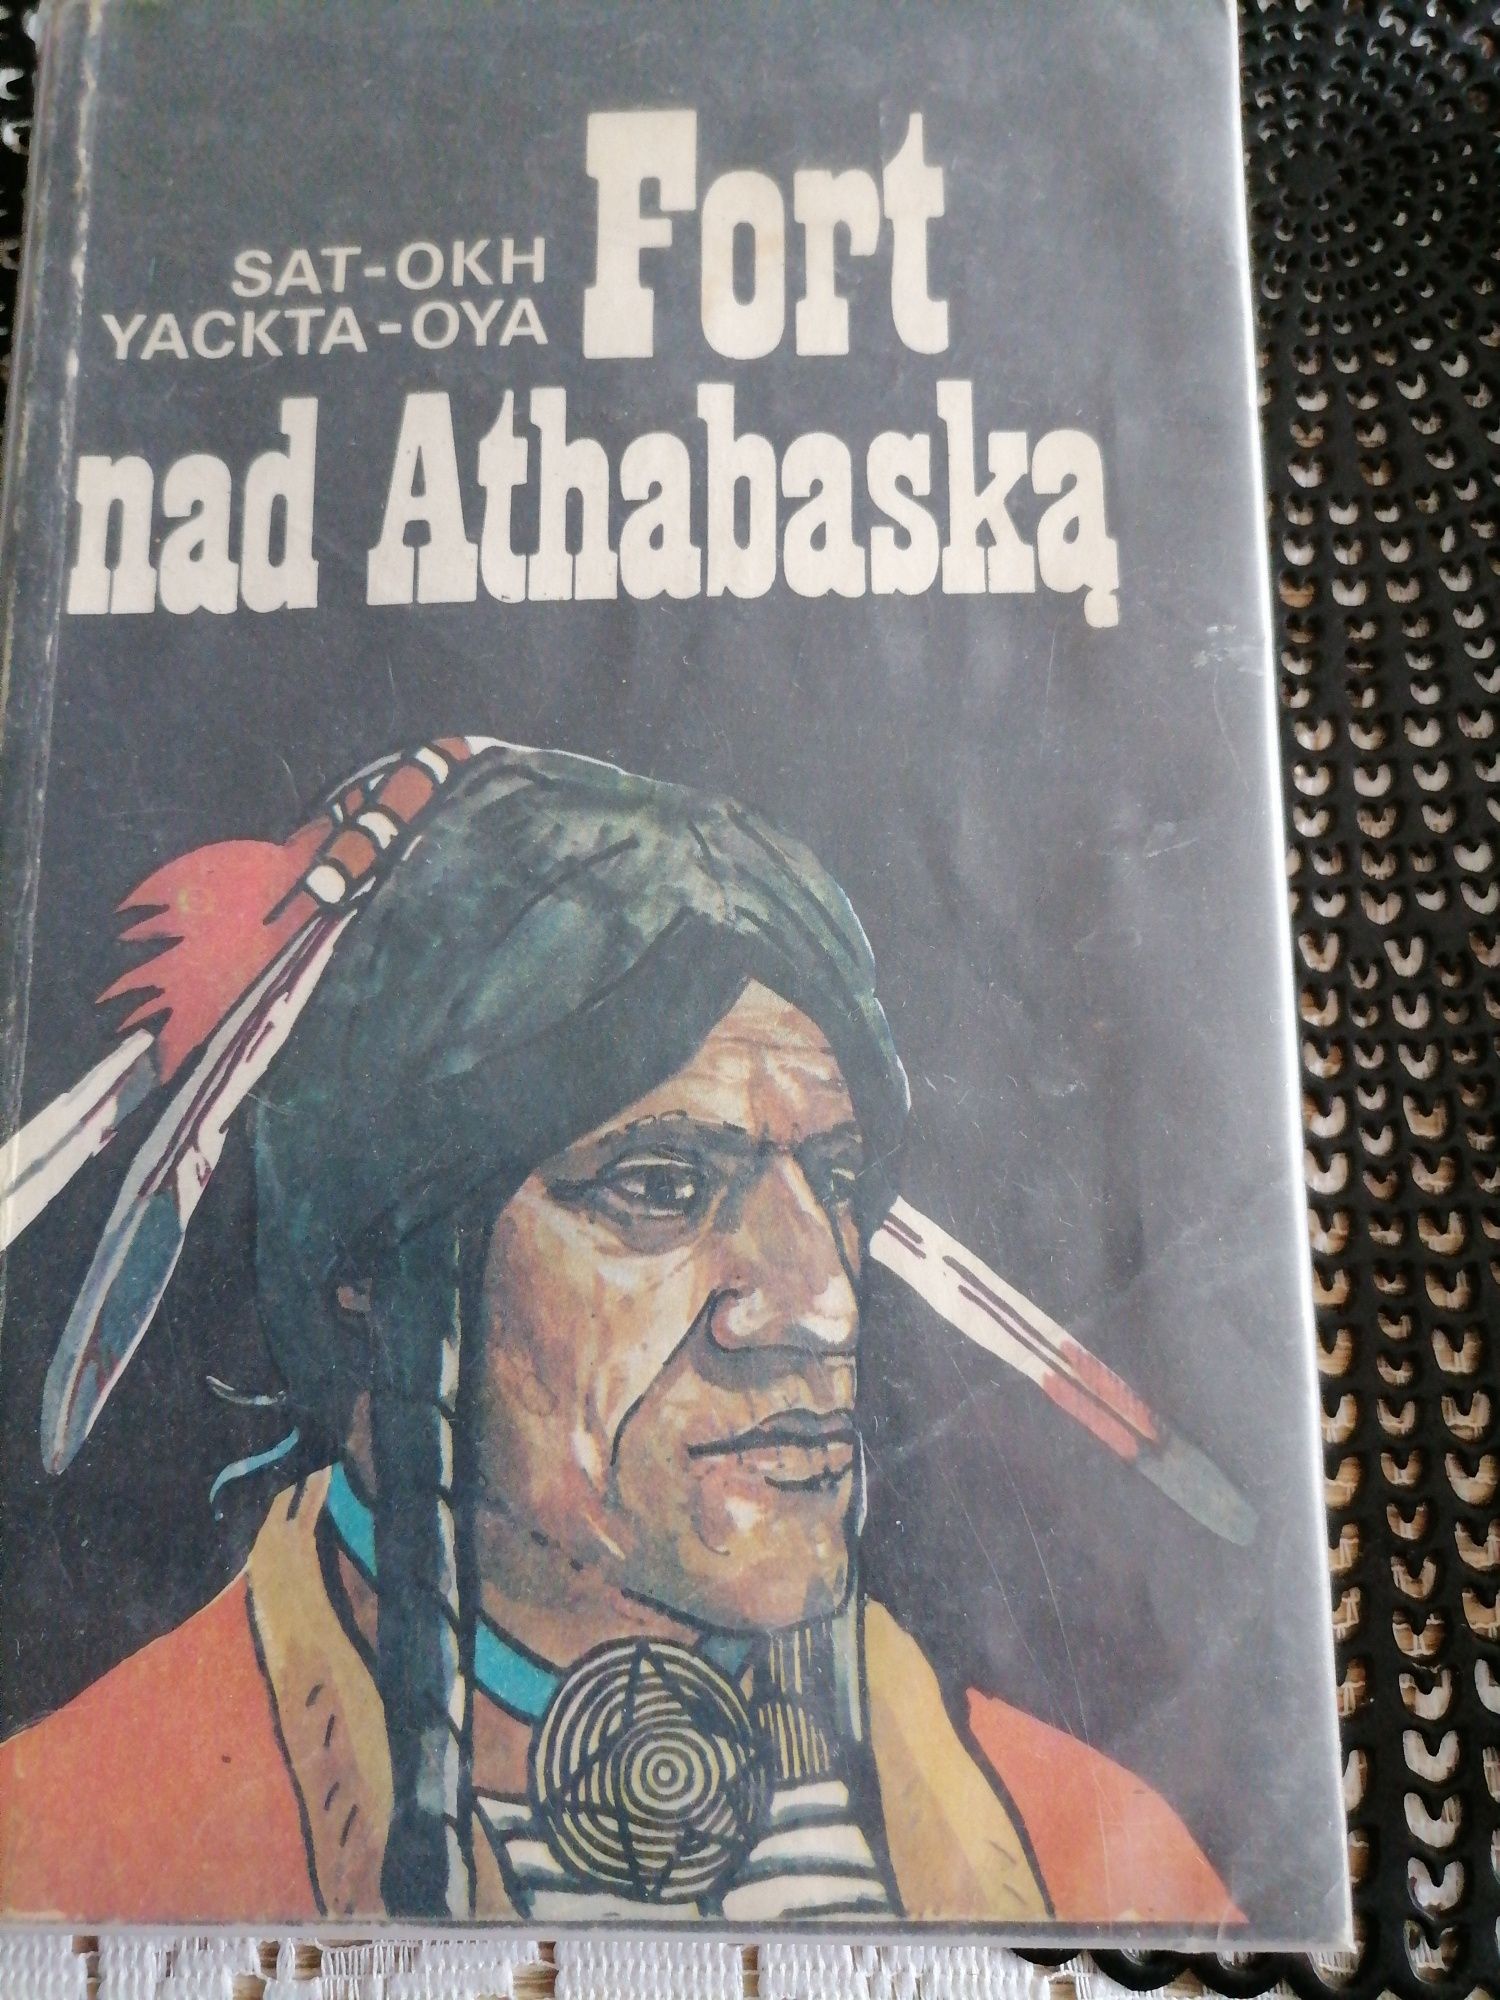 SAT-OKH
YACKTA-OYA
Fort
nad Athabaską